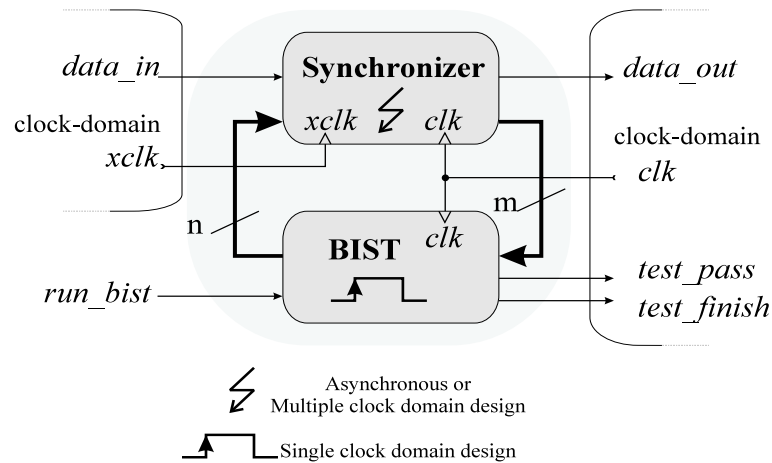 data_in
Synchronizer
data_out
clock-domain
xclk
xclk
clk
clock-domain
clk
n
m
clk
BIST
run_bist
test_pass
test_finish
Asynchronous or
Multiple clock domain design
Single clock domain design